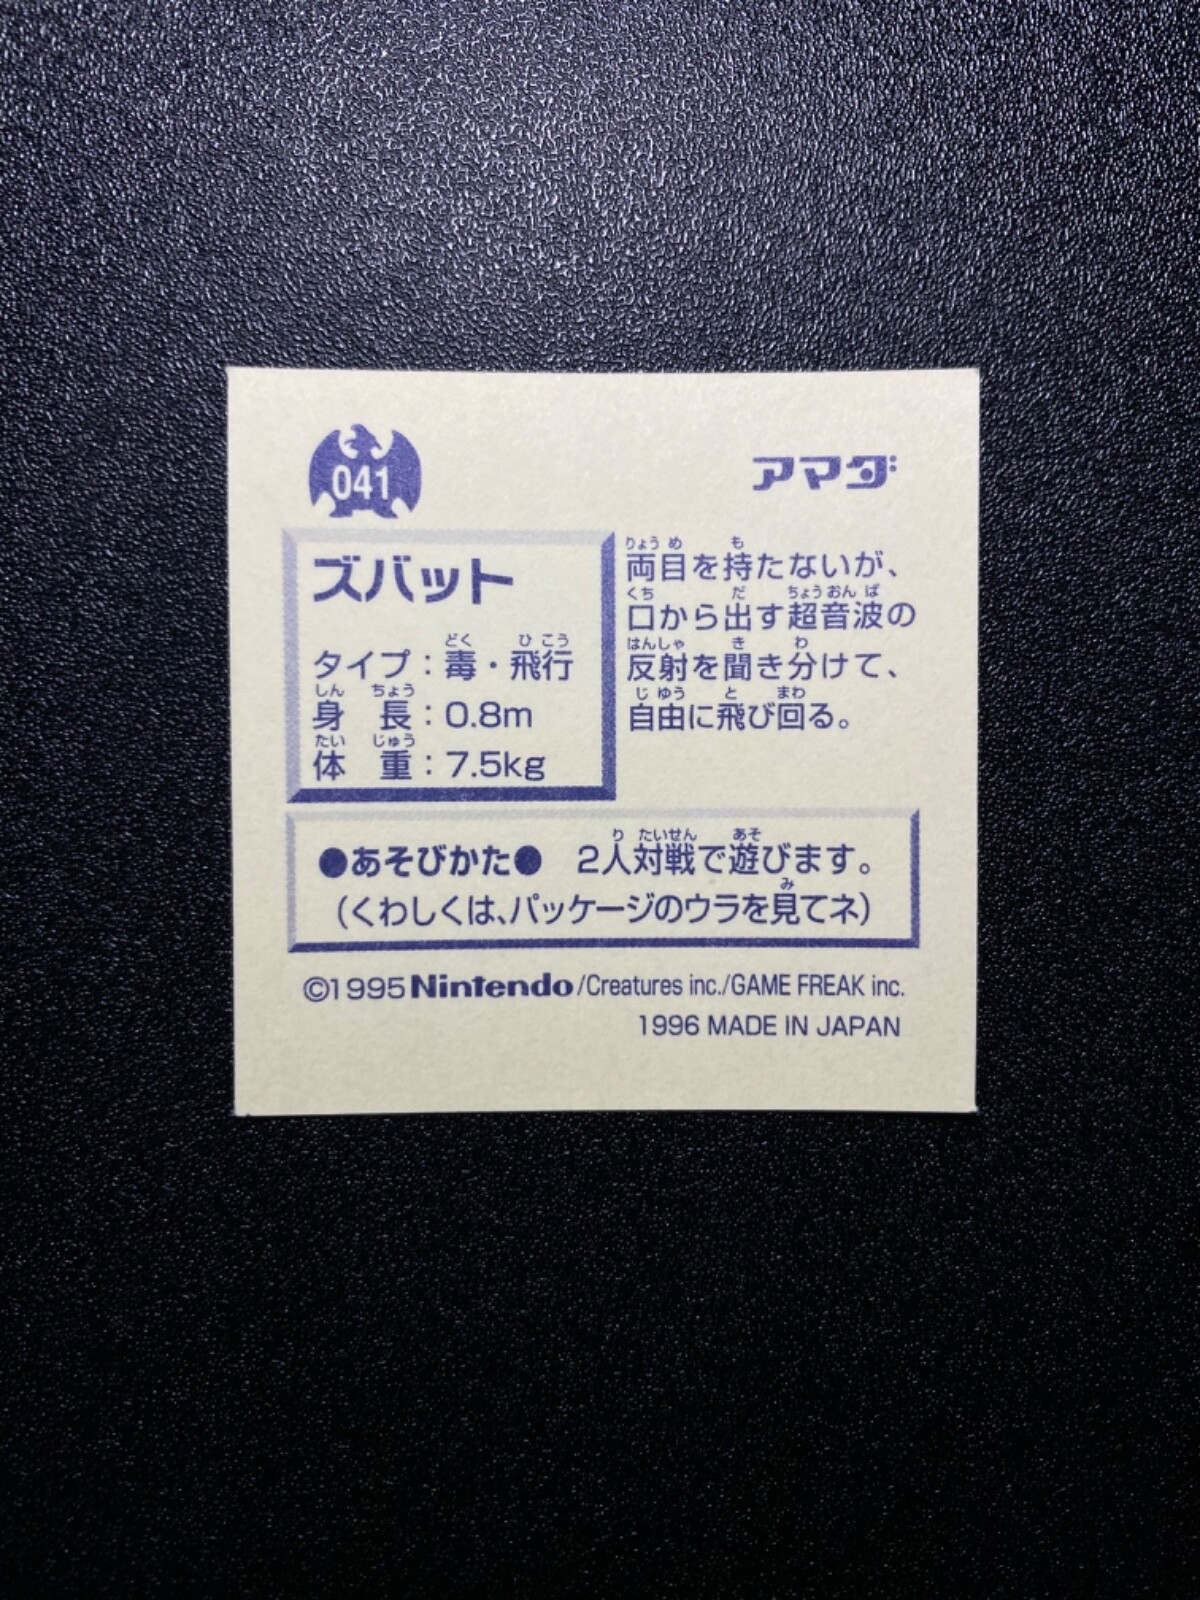 041
アマダ
ズバット
タイプ：毒・飛行
身長：0.8m
体重：7.5kg
両目を持たないが、
口から出す超音波の
反射を聞き分けて、
自由に飛び回る。
●あそびかた● 2人対戦で遊びます。
(くわしくは、パッケージのウラを見てネ)
©1995 Nintendo/Creatures inc./GAME FREAK inc.
1996 MADE IN JAPAN